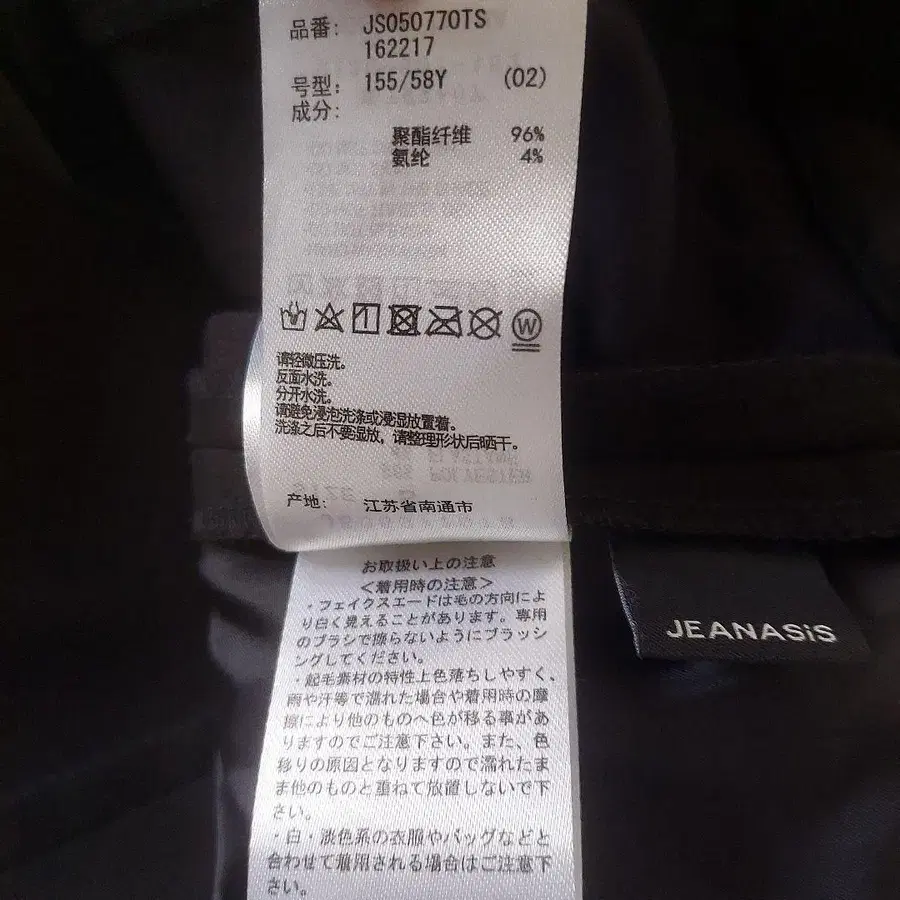 品番: JS050770TS
162217
号型: 155/58Y (02)
成分:
聚酯纤维 96%
氨纶 4%
W
请轻微压洗。
反面水洗。
分开水洗。
请避免浸泡洗涤或浸湿放置着。
洗涤之后不要湿放，请整理形状后晒干。
产地: 江苏省南通市
お取扱い上の注意
＜着用時の注意＞
・フェイクスエードは毛の方向によ
り白く見えることがあります。専用
のブラシで擦らないようにブラッシ
ングしてください。
・起毛素材の特性上色落ちしやすく、
雨や汗等で濡れた場合や着用時の摩
擦により他のものへ色が移る事があ
りますのでご注意下さい。また、色
移りの原因となりますので濡れたま
ま他のものと重ねて放置しないで下
さい。
・白・淡色系の衣服やバッグなどと
合わせて着用される場合はご注意下
さい。
JEANASiS